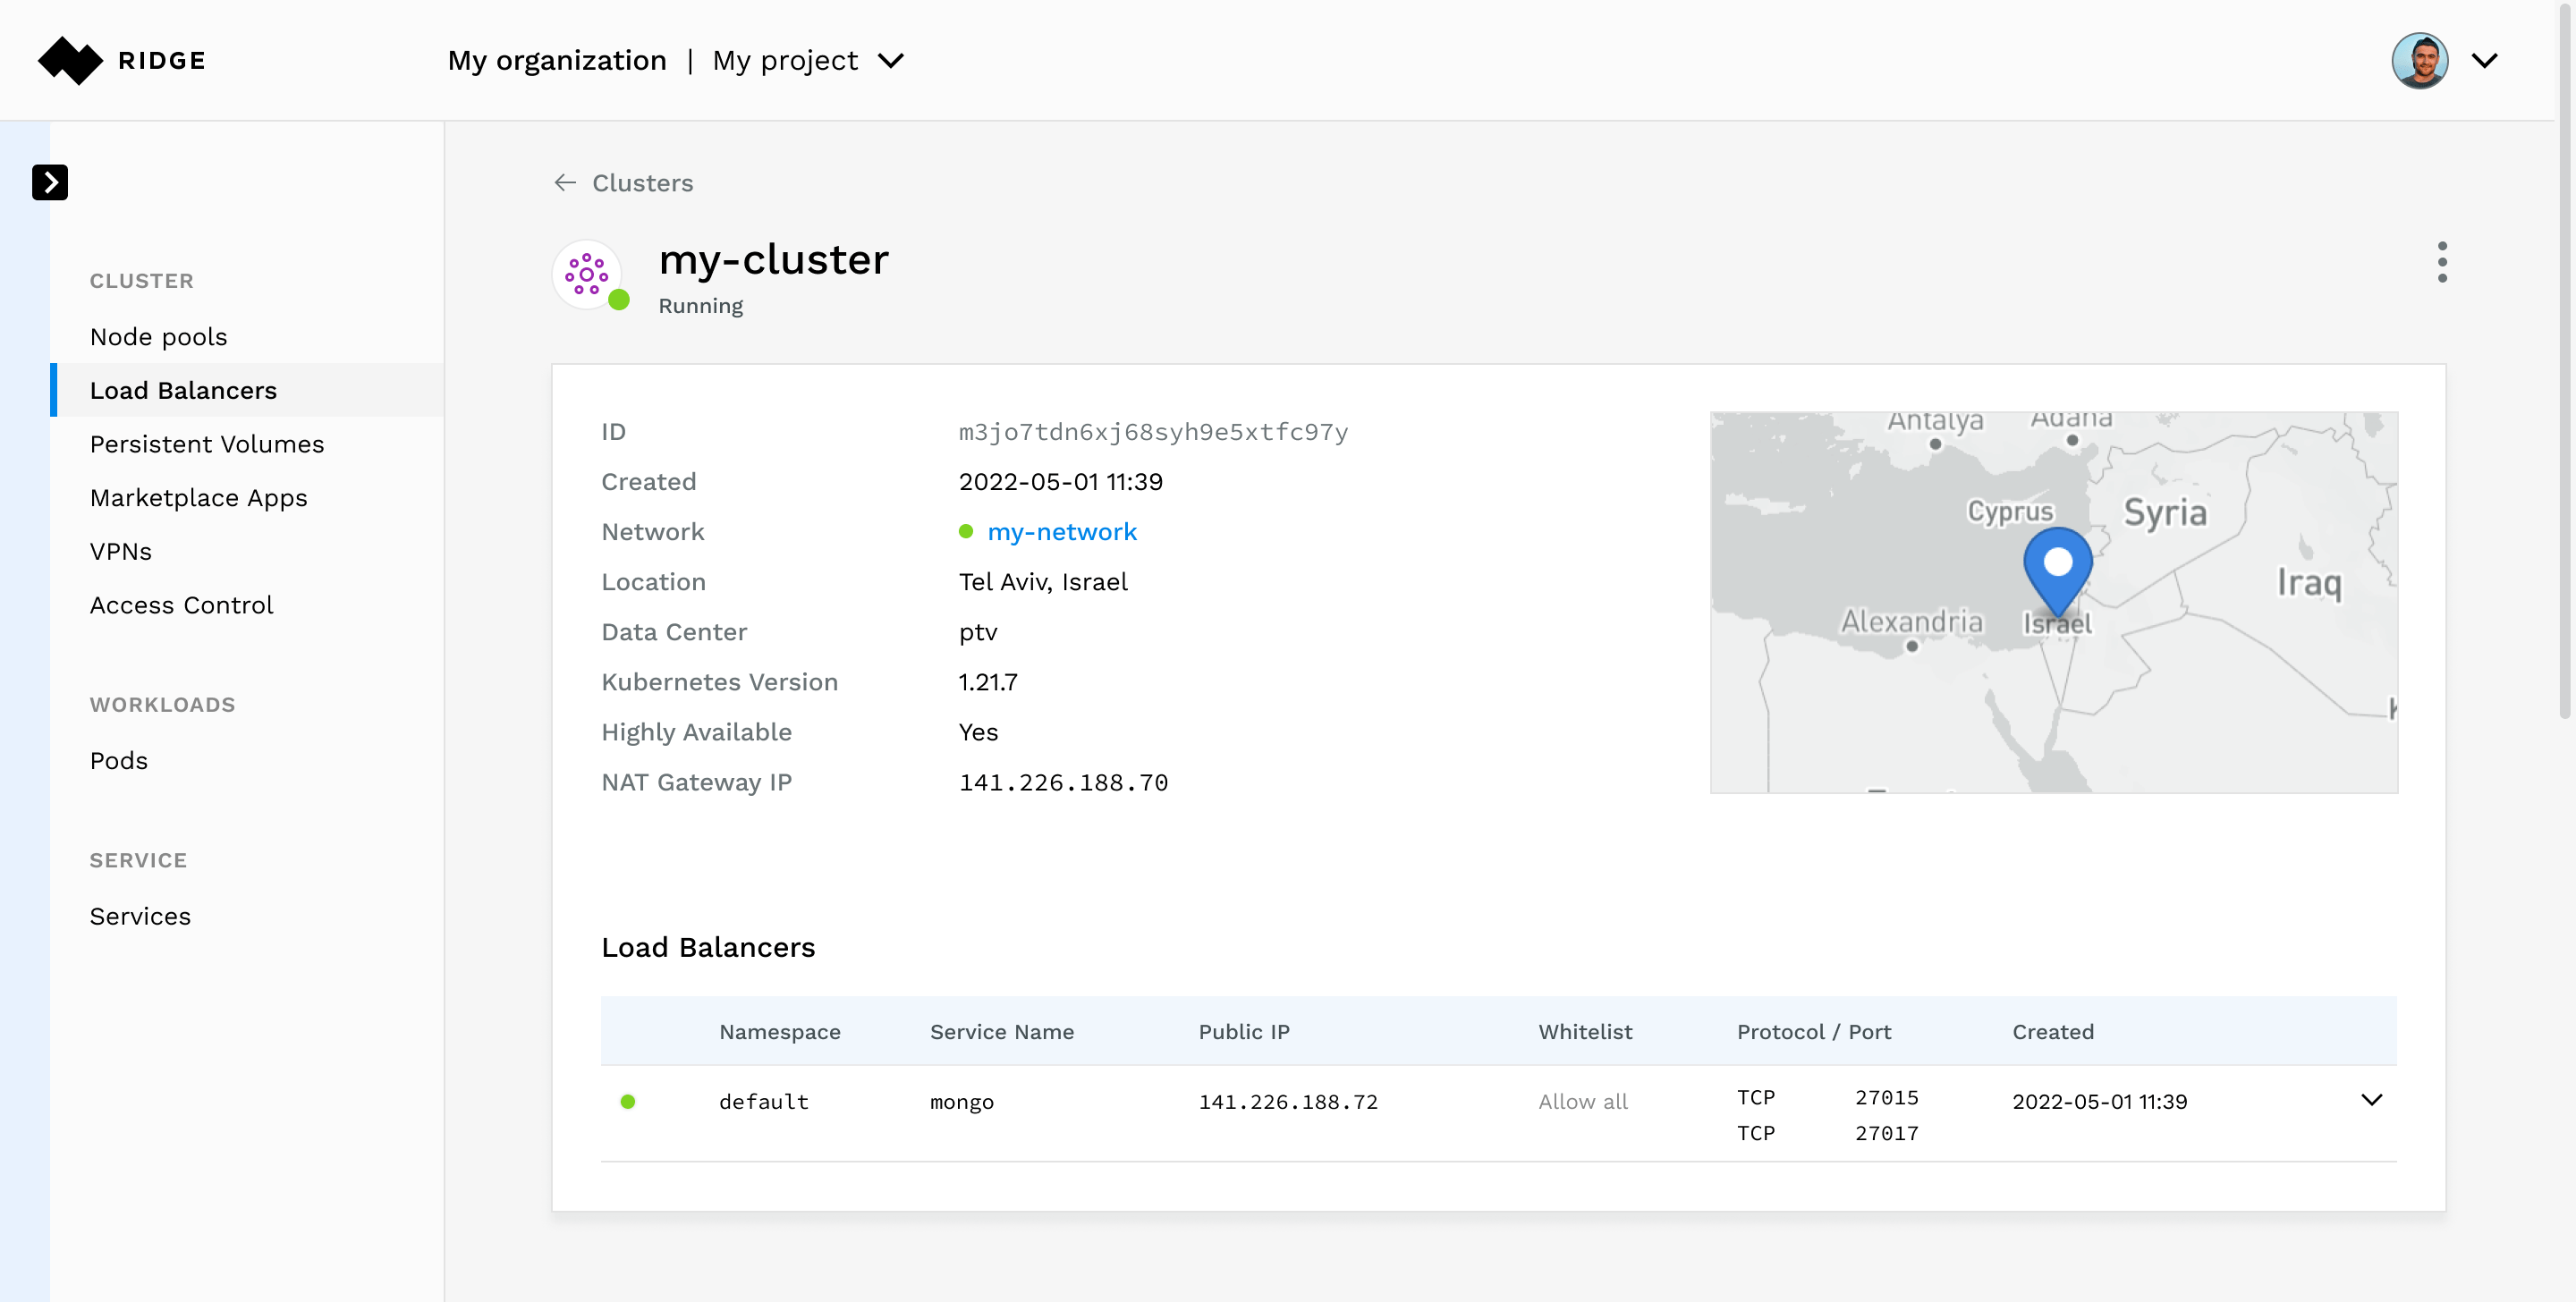 RIDGE
My organization | My project
Clusters
my-cluster
Running
CLUSTER
Node pools
Load Balancers
Persistent Volumes
Marketplace Apps
VPNs
Access Control
WORKLOADS
Pods
SERVICE
Services
ID m3jo7tdn6xj68syh9e5xtfc97y
Created 2022-05-01 11:39
Network my-network
Location Tel Aviv, Israel
Data Center ptv
Kubernetes Version 1.21.7
Highly Available Yes
NAT Gateway IP 141.226.188.70
Antalya Adana
Cyprus Syria
Iraq
Alexandria Israel
Load Balancers
Namespace Service Name Public IP Whitelist Protocol / Port Created
default mongo 141.226.188.72 Allow all TCP 27015 2022-05-01 11:39
TCP 27017